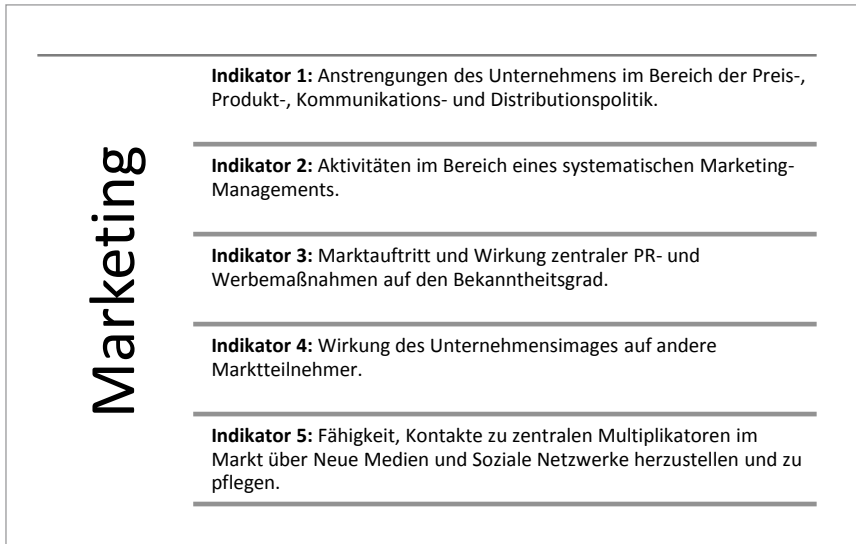 Marketing
Indikator 1: Anstrengungen des Unternehmens im Bereich der Preis-,
Produkt-, Kommunikations- und Distributionspolitik.
Indikator 2: Aktivitäten im Bereich eines systematischen Marketing-
Managements.
Indikator 3: Marktauftritt und Wirkung zentraler PR- und
Werbemaßnahmen auf den Bekanntheitsgrad.
Indikator 4: Wirkung des Unternehmensimages auf andere
Marktteilnehmer.
Indikator 5: Fähigkeit, Kontakte zu zentralen Multiplikatoren im
Markt über Neue Medien und Soziale Netzwerke herzustellen und zu
pflegen.